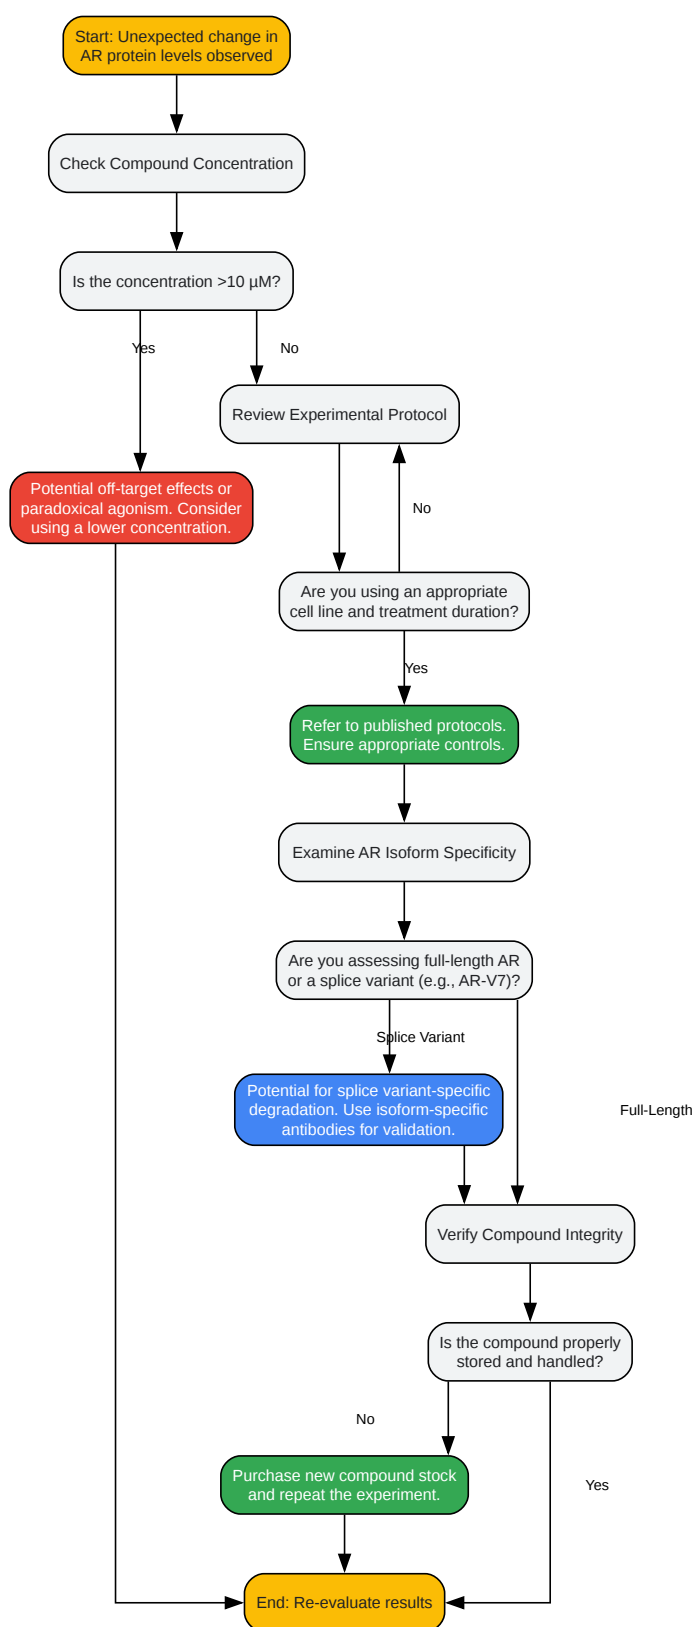 Start: Unexpected change in
AR protein levels observed
Check Compound Concentration
Is the concentration >10 µM?
Yes
No
Review Experimental Protocol
Potential off-target effects or
paradoxical agonism. Consider
using a lower concentration.
No
Are you using an appropriate
cell line and treatment duration?
Yes
Refer to published protocols.
Ensure appropriate controls.
Examine AR Isoform Specificity
Are you assessing full-length AR
or a splice variant (e.g., AR-V7)?
Splice Variant
Potential for splice variant-specific
degradation. Use isoform-specific
antibodies for validation.
Full-Length
Verify Compound Integrity
Is the compound properly
stored and handled?
No
Purchase new compound stock
and repeat the experiment.
Yes
End: Re-evaluate results